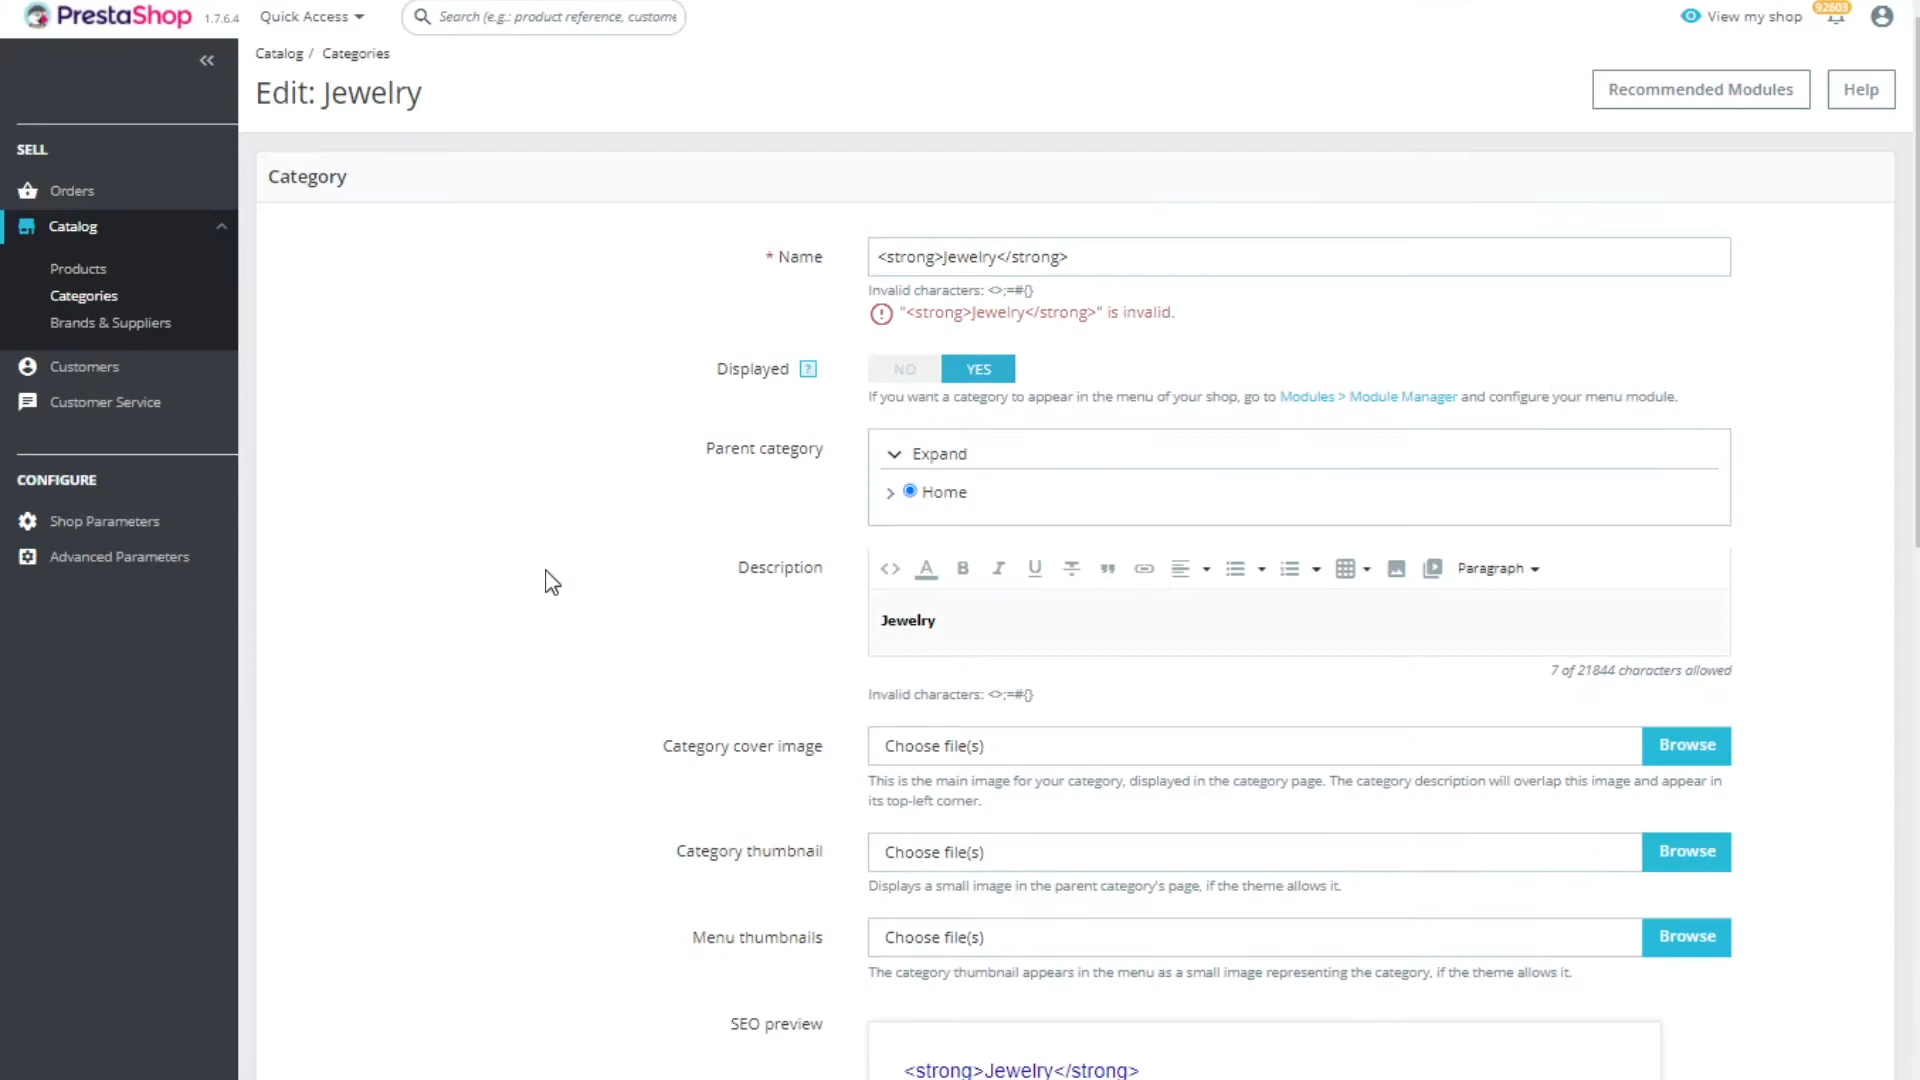 PrestaShop 1.7.6.4 Quick Access Search (e.g.: product reference, custome View my shop 92603
Catalog / Categories
Edit: Jewelry Recommended Modules Help
SELL
Orders
Catalog
Products
Categories
Brands & Suppliers
Customers
Customer Service
CONFIGURE
Shop Parameters
Advanced Parameters
Category
* Name <strong>Jewelry</strong>
Invalid characters: <>;=#{}
"<strong>Jewelry</strong>" is invalid.
Displayed ? NO YES
If you want a category to appear in the menu of your shop, go to Modules > Module Manager and configure your menu module.
Parent category Expand
Home
Description Paragraph
Jewelry
7 of 21844 characters allowed
Invalid characters: <>;=#{}
Category cover image Choose file(s) Browse
This is the main image for your category, displayed in the category page. The category description will overlap this image and appear in
its top-left corner.
Category thumbnail Choose file(s) Browse
Displays a small image in the parent category's page, if the theme allows it.
Menu thumbnails Choose file(s) Browse
The category thumbnail appears in the menu as a small image representing the category, if the theme allows it.
SEO preview
<strong>Jewelry</strong>